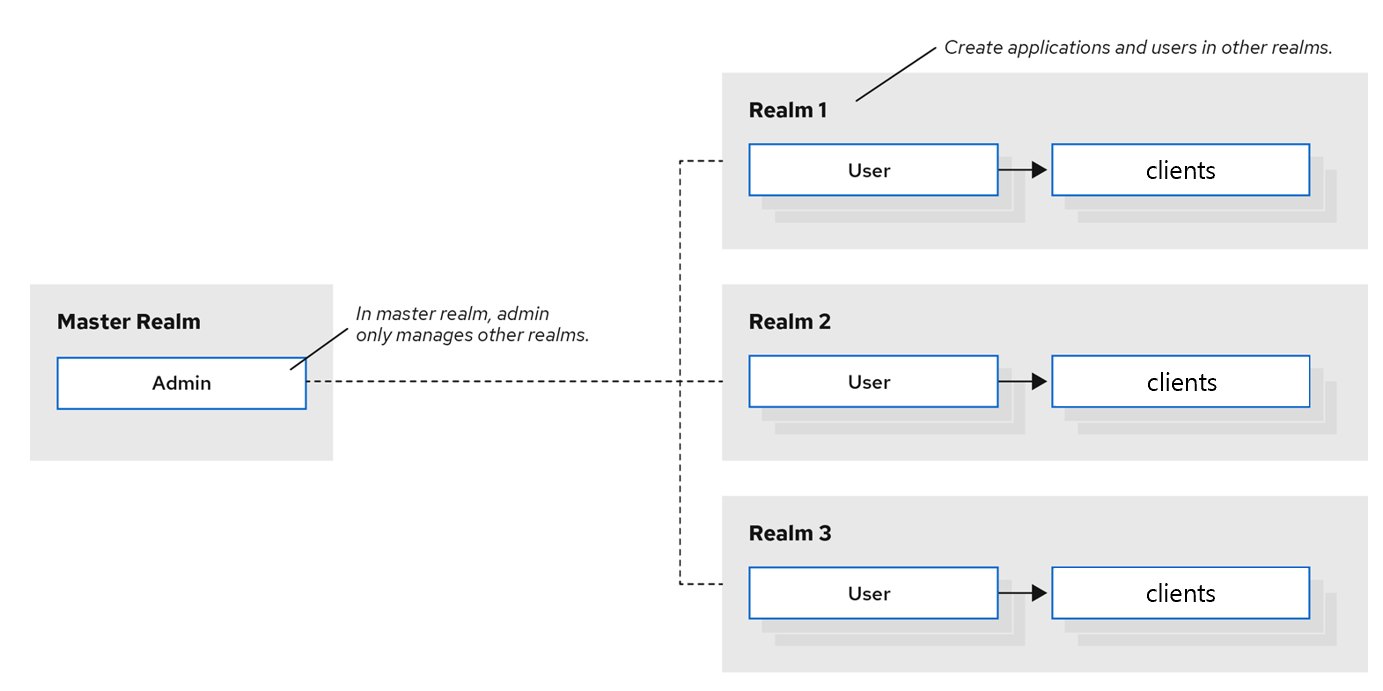 Create applications and users in other realms.
Realm 1
User
clients
Master Realm
In master realm, admin
only manages other realms.
Admin
Realm 2
User
clients
Realm 3
User
clients